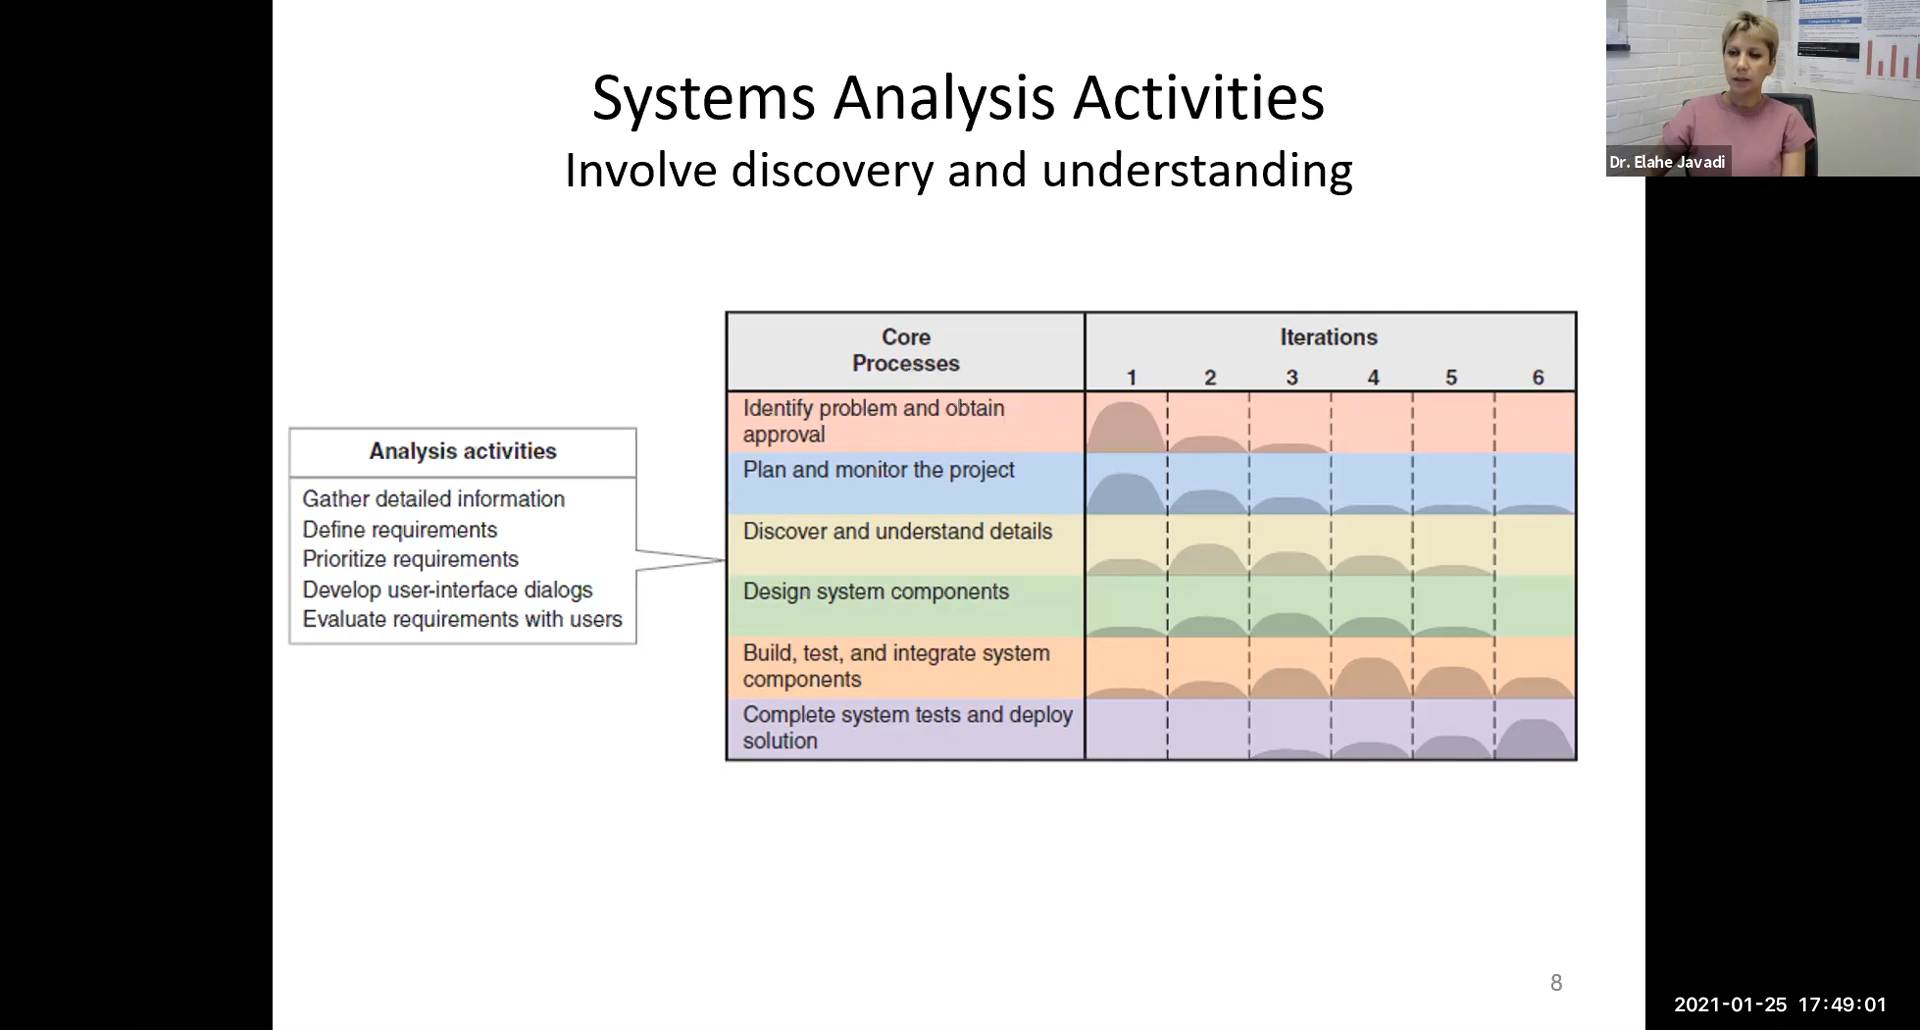 Systems Analysis Activities
Involve discovery and understanding
Dr. Elahe Javadi
Analysis activities
Gather detailed information
Define requirements
Prioritize requirements
Develop user-interface dialogs
Evaluate requirements with users
Core
Processes
Iterations
1 2 3 4 5 6
Identify problem and obtain
approval
Plan and monitor the project
Discover and understand details
Design system components
Build, test, and integrate system
components
Complete system tests and deploy
solution
8
2021-01-25 17:49:01